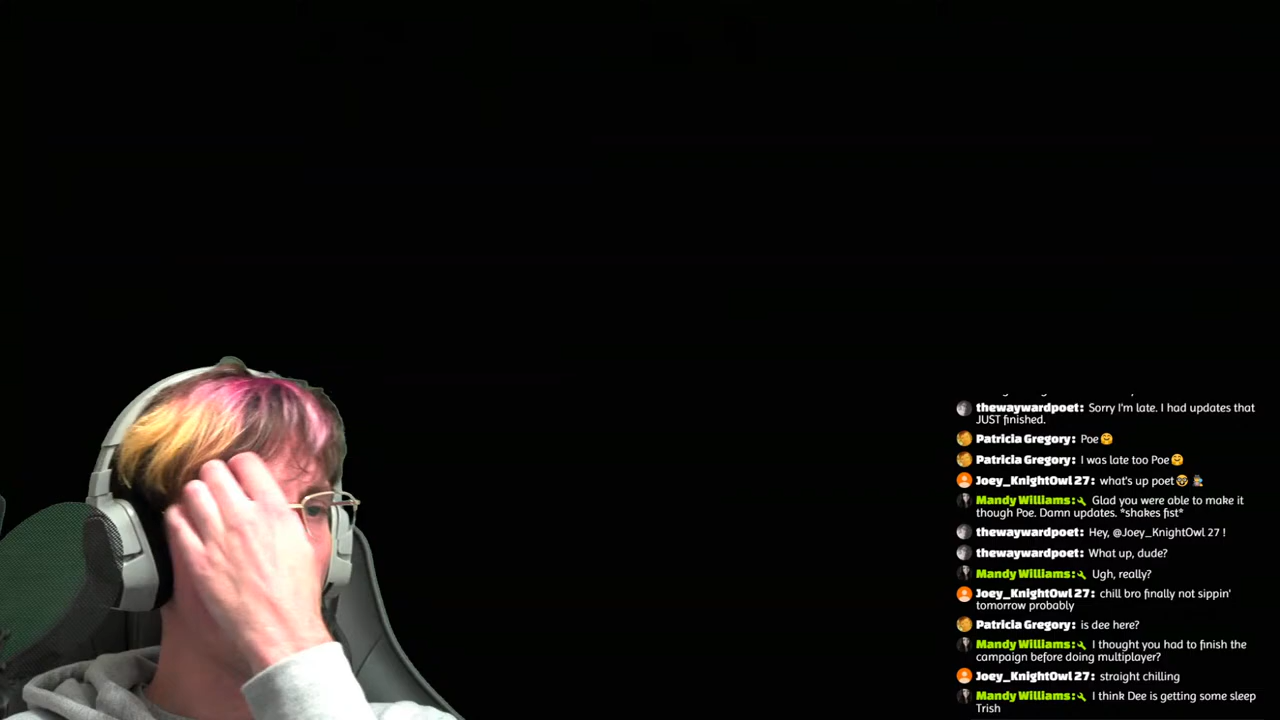 thewaywardpoet: Sorry I'm late. I had updates that
JUST finished.
Patricia Gregory: Poe🤗
Patricia Gregory: I was late too Poe🤗
Joey_KnightOwl 27: what's up poet
Mandy Williams: Glad you were able to make it
though Poe. Damn updates. *shakes fist*
thewaywardpoet: Hey, @Joey_KnightOwl 27 !
thewaywardpoet: What up, dude?
Mandy Williams: Ugh, really?
Joey_KnightOwl 27: chill bro finally not sippin'
tomorrow probably
Patricia Gregory: is dee here?
Mandy Williams: I thought you had to finish the
campaign before doing multiplayer?
Joey_KnightOwl 27: straight chilling
Mandy Williams: I think Dee is getting some sleep
Trish